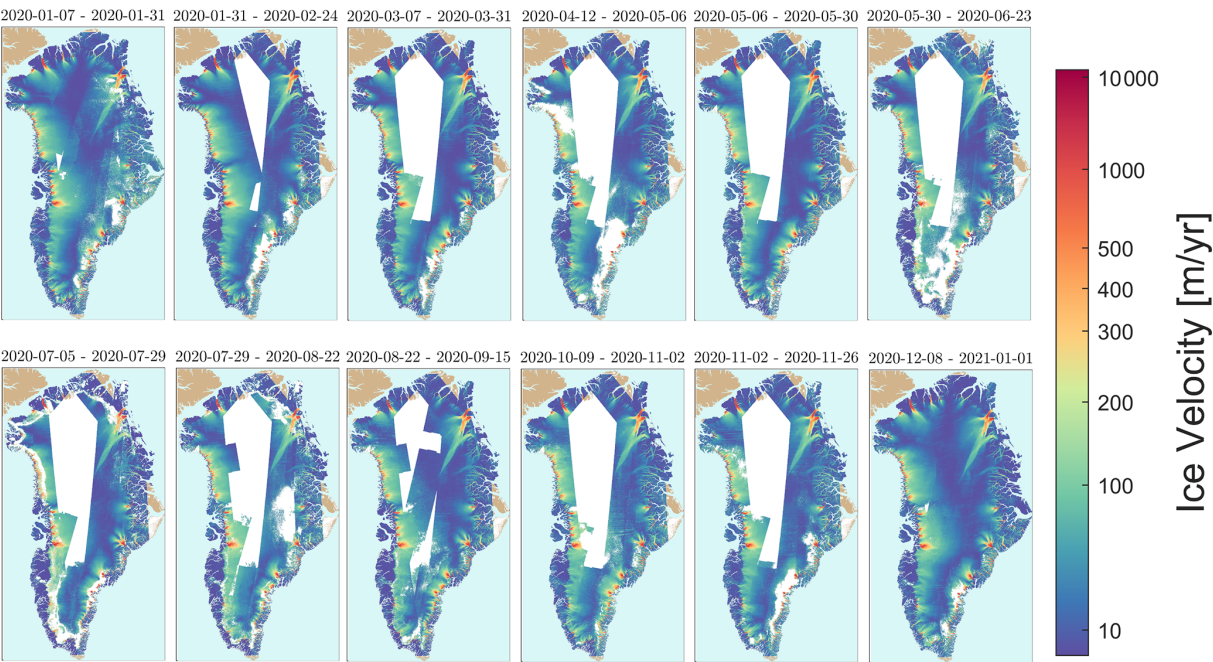 2020-01-07 - 2020-01-31
2020-01-31 - 2020-02-24
2020-03-07 - 2020-03-31
2020-04-12 - 2020-05-06
2020-05-06 - 2020-05-30
2020-05-30 - 2020-06-23
2020-07-05 - 2020-07-29
2020-07-29 - 2020-08-22
2020-08-22 - 2020-09-15
2020-10-09 - 2020-11-02
2020-11-02 - 2020-11-26
2020-12-08 - 2021-01-01
10000
1000
500
400
300
200
100
10
Ice Velocity [m/yr]